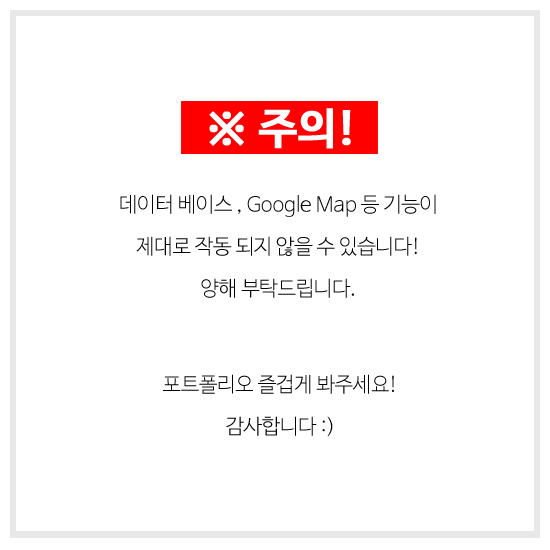 ※ 주의!
데이터 베이스 , Google Map 등 기능이
제대로 작동 되지 않을 수 있습니다!
양해 부탁드립니다.
포트폴리오 즐겁게 봐주세요!
감사합니다 :)